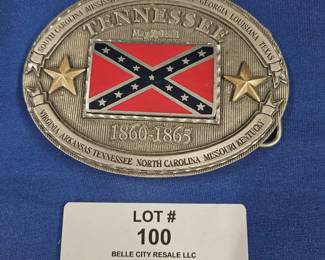 SOUTH CAROLINA MISSISSIPPI GEORGIA LOUISIANA TEXAS
TENNESSEE
1860-1865
VIRGINIA ARKANSAS TENNESSEE NORTH CAROLINA MISSOURI KENTUCKY
LOT #
100
BELLE CITY RESALE LLC